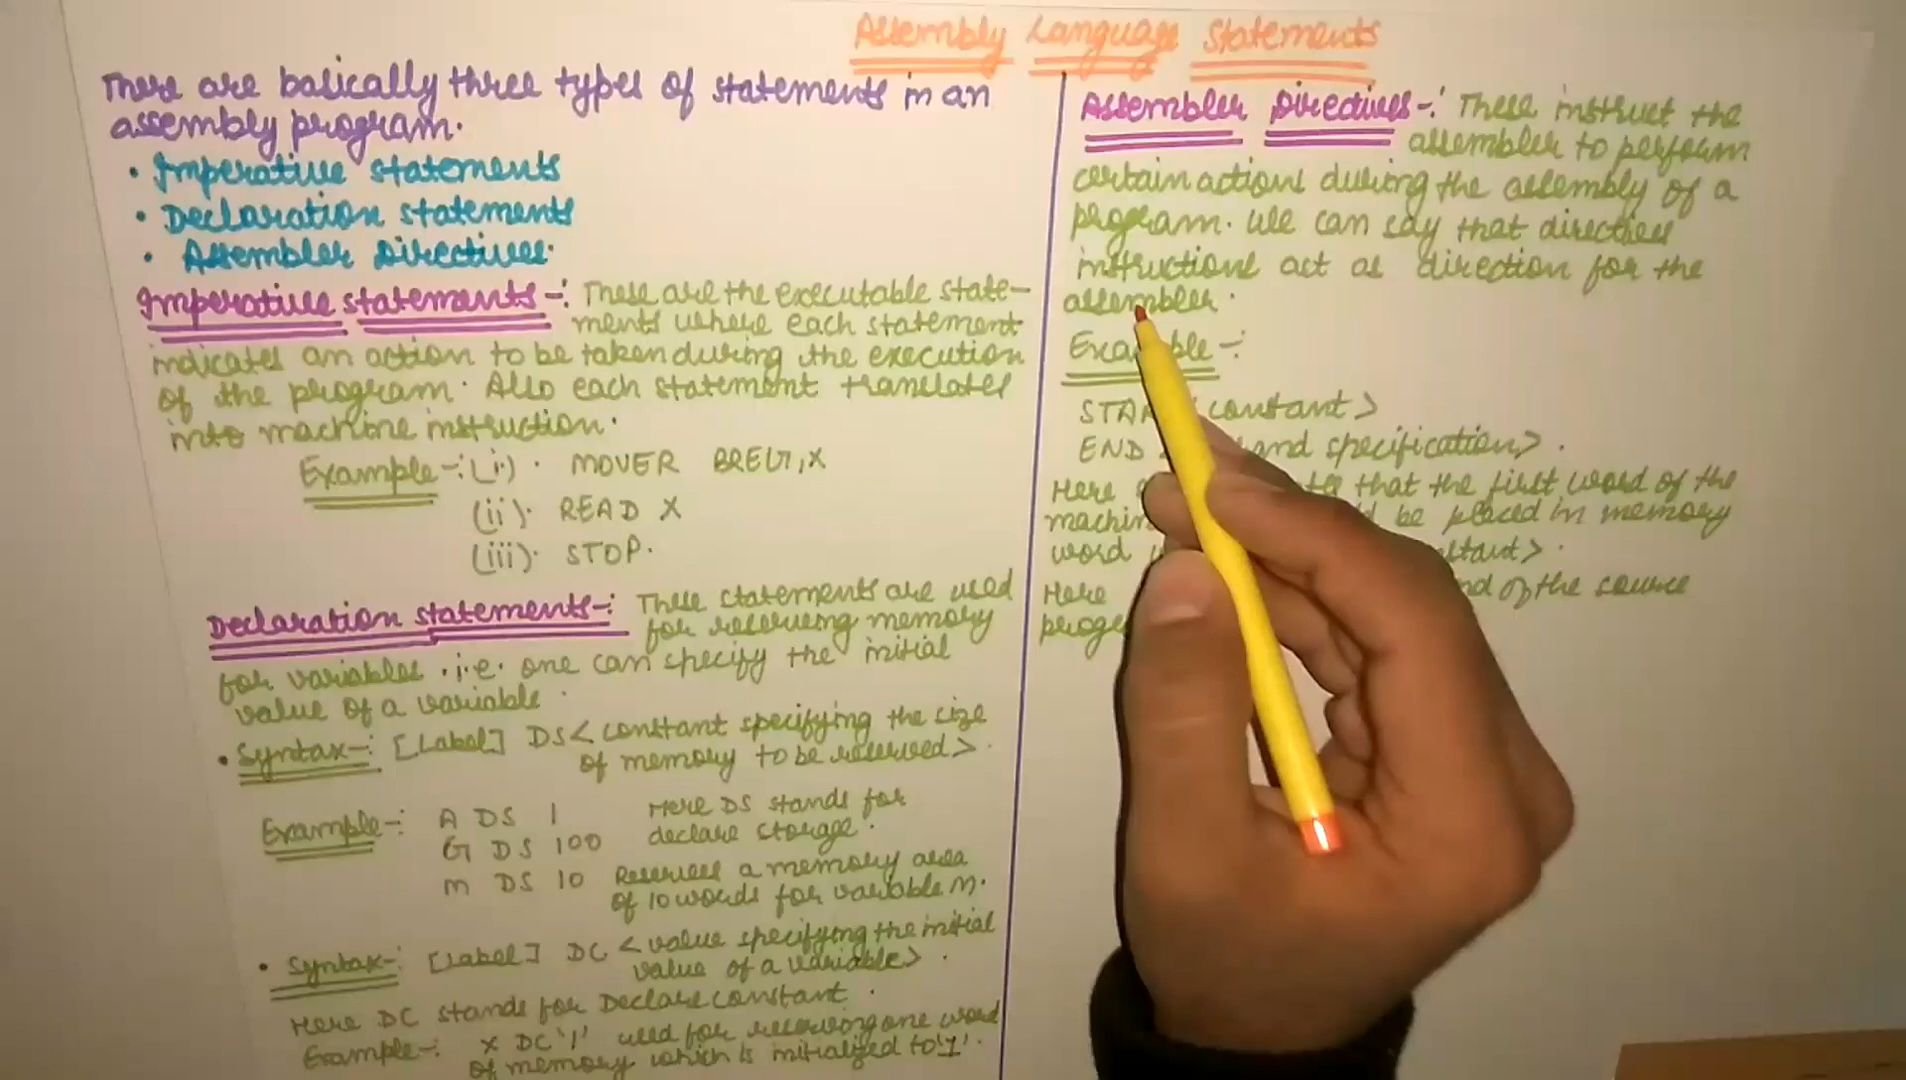 Assembly Language Statements
There are basically three types of statements in an
assembly program.
• Imperative statements
• Declaration statements
• Assembler Directives.
Imperative statements -: These are the executable state-
ments where each statement
indicates an action to be taken during the execution
of the program. Also each statement translates
into machine instruction.
Example -: (i). MOVER BREG, X
(ii). READ X
(iii). STOP.
Declaration statements -: These statements are used
for reserving memory
for variables . i.e. one can specify the initial
value of a variable.
• Syntax -: [Label] DS < constant specifying the size
of memory to be reserved> .
Example -: A DS 1 Here DS stands for
declare storage.
G DS 100
m DS 10 Reserves a memory area
of 10 words for variable m.
• Syntax -: [Label] DC < value specifying the initial
value of a variable> .
Here DC stands for Declare constant .
Example -: X DC '1' used for reserving one word
of memory which is initialized to '1'.
Assembler Directives -: These instruct the
assembler to perform
certain actions during the assembly of a
program. We can say that
instructions act as direction for the
assembler.
Example -:
constant >
END specification> .
Here that the first word of the
be placed in memory
word
Here of the source